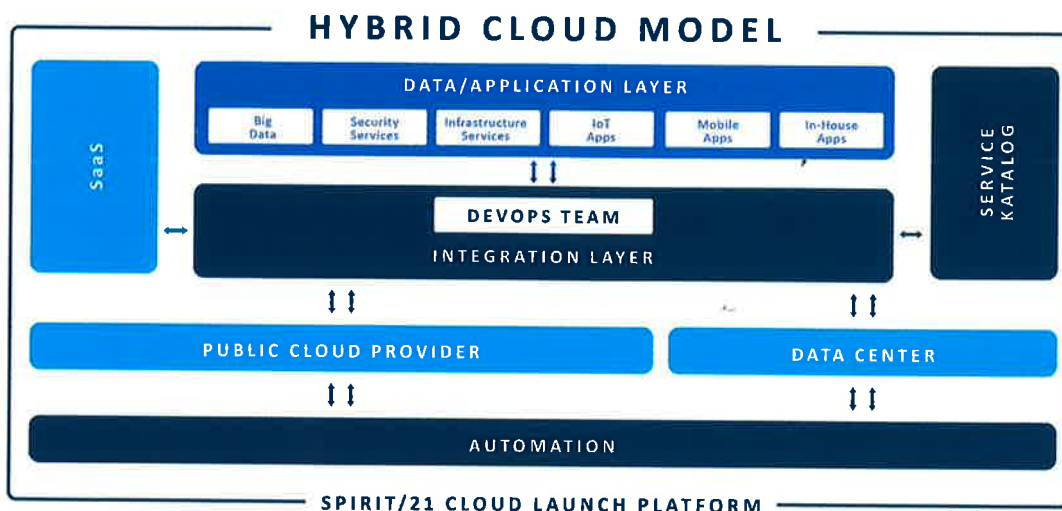 HYBRID CLOUD MODEL
SaaS
DATA/APPLICATION LAYER
Big
Data
Security
Services
Infrastructure
Services
IoT
Apps
Mobile
Apps
In-House
Apps
SERVICE
KATALOG
DEVOPS TEAM
INTEGRATION LAYER
PUBLIC CLOUD PROVIDER
DATA CENTER
AUTOMATION
SPIRIT/21 CLOUD LAUNCH PLATFORM